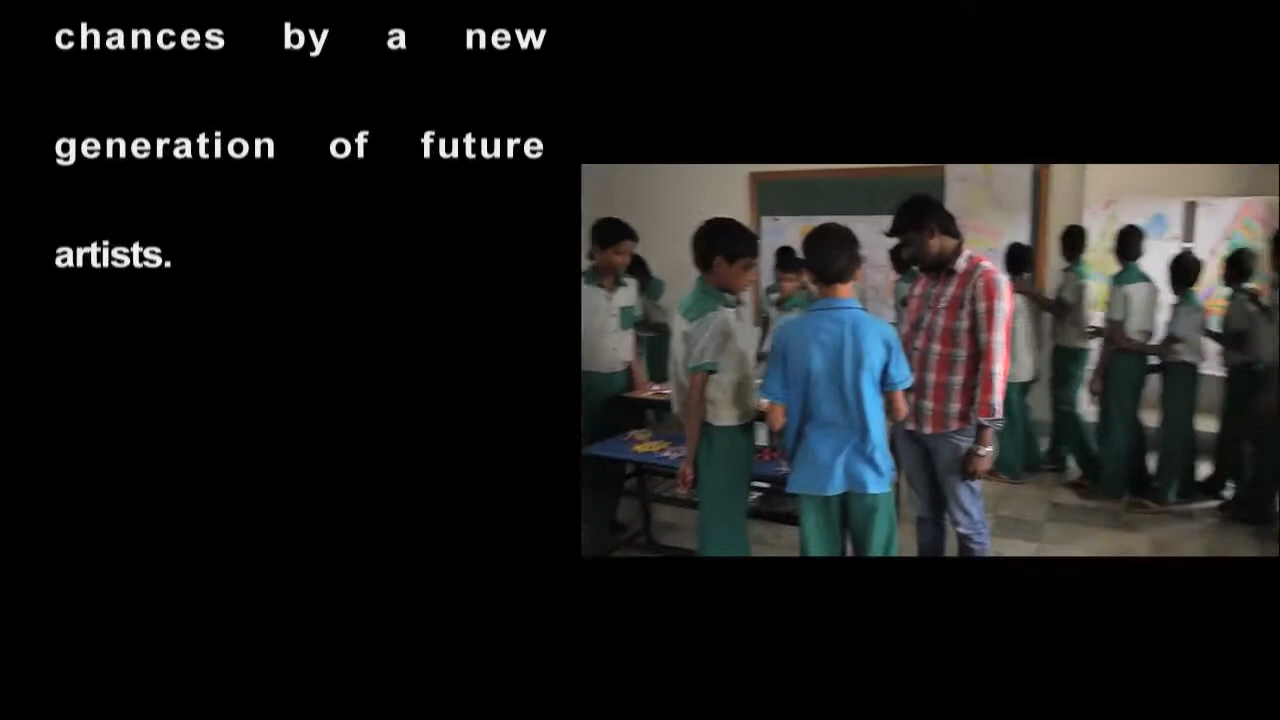 chances by a new
generation of future
artists.